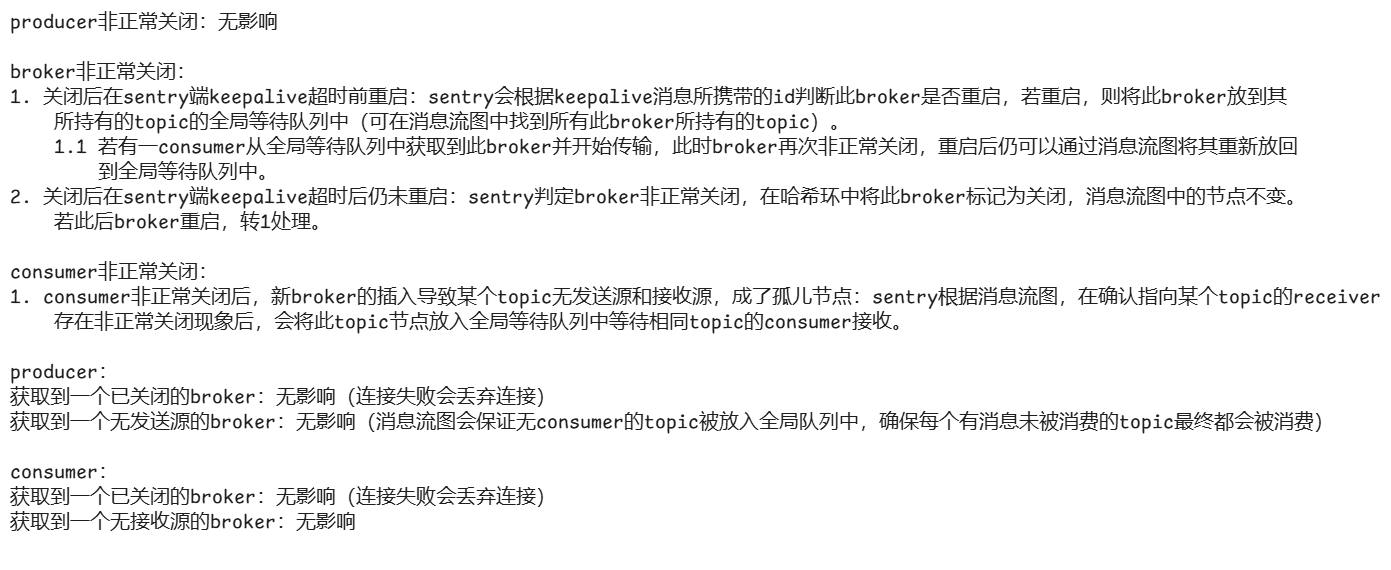 producer非正常关闭：无影响
broker非正常关闭：
1. 关闭后在sentry端keepalive超时前重启：sentry会根据keepalive消息所携带的id判断此broker是否重启，若重启，则将此broker放到其
所持有的topic的全局等待队列中（可在消息流图中找到所有此broker所持有的topic）。
1.1 若有一consumer从全局等待队列中获取到此broker并开始传输，此时broker再次非正常关闭，重启后仍可以通过消息流图将其重新放回
到全局等待队列中。
2. 关闭后在sentry端keepalive超时后仍未重启：sentry判定broker非正常关闭，在哈希环中将此broker标记为关闭，消息流图中的节点不变。
若此后broker重启，转1处理。
consumer非正常关闭：
1. consumer非正常关闭后，新broker的插入导致某个topic无发送源和接收源，成了孤儿节点：sentry根据消息流图，在确认指向某个topic的receiver
存在非正常关闭现象后，会将此topic节点放入全局等待队列中等待相同topic的consumer接收。
producer：
获取到一个已关闭的broker：无影响（连接失败会丢弃连接）
获取到一个无发送源的broker：无影响（消息流图会保证无consumer的topic被放入全局队列中，确保每个有消息未被消费的topic最终都会被消费）
consumer：
获取到一个已关闭的broker：无影响（连接失败会丢弃连接）
获取到一个无接收源的broker：无影响